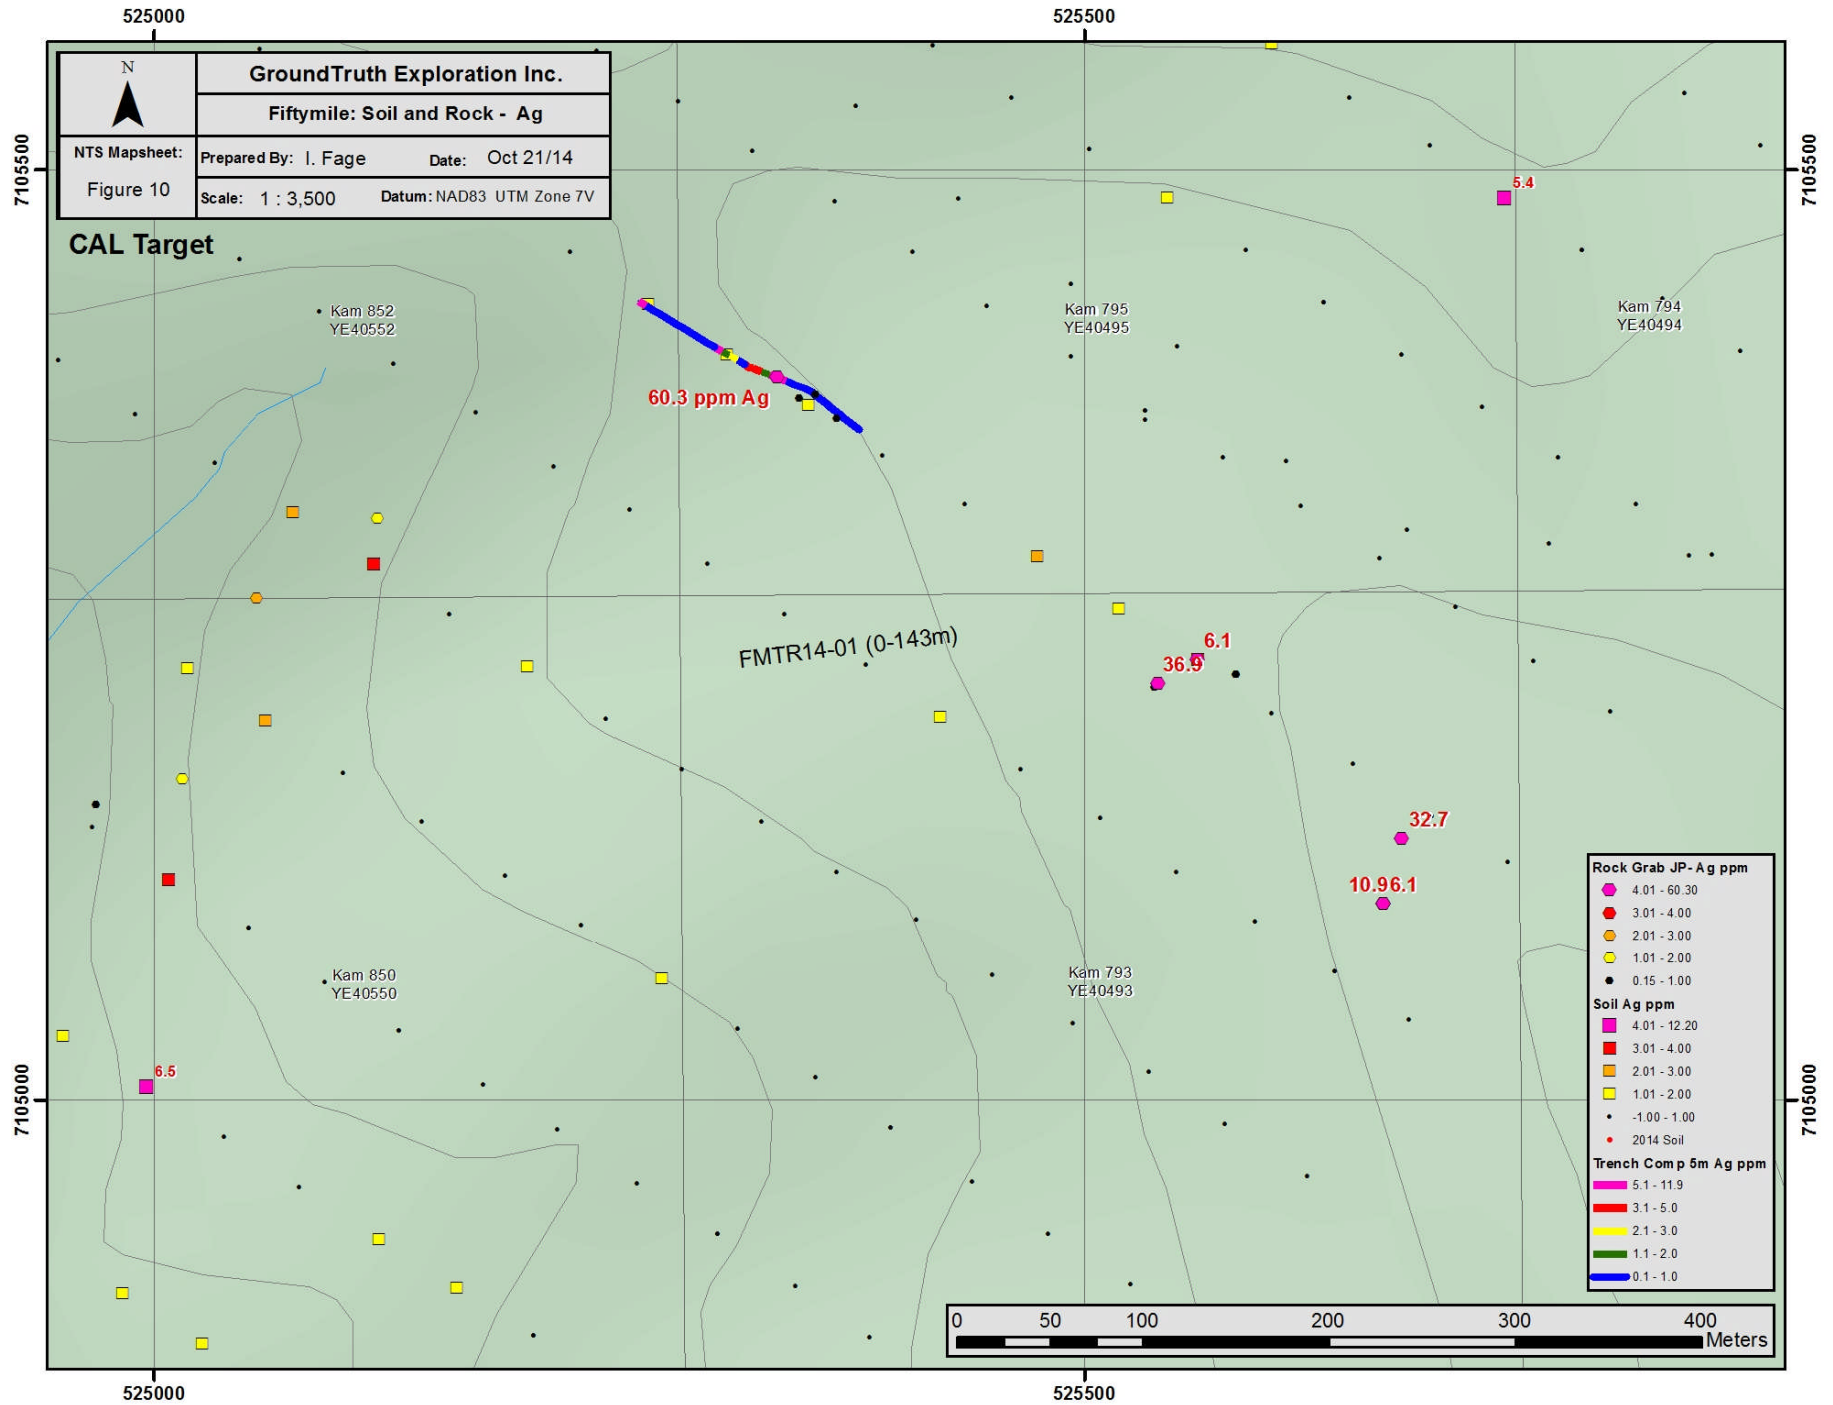 525000
525500
N
GroundTruth Exploration Inc.
Fiftymile: Soil and Rock - Ag
NTS Mapsheet:
Figure 10
Prepared By: I. Fage
Date: Oct 21/14
Scale: 1 : 3,500
Datum: NAD83 UTM Zone 7V
7105500
7105500
CAL Target
5.4
Kam 852
YE40552
Kam 795
YE40495
Kam 794
YE40494
60.3 ppm Ag
FMTR14-01 (0-143m)
6.1
36.9
32.7
10.96.1
Kam 850
YE40550
Kam 793
YE40493
6.5
7105000
7105000
Rock Grab JP- Ag ppm
4.01 - 60.30
3.01 - 4.00
2.01 - 3.00
1.01 - 2.00
0.15 - 1.00
Soil Ag ppm
4.01 - 12.20
3.01 - 4.00
2.01 - 3.00
1.01 - 2.00
-1.00 - 1.00
2014 Soil
Trench Comp 5m Ag ppm
5.1 - 11.9
3.1 - 5.0
2.1 - 3.0
1.1 - 2.0
0.1 - 1.0
0 50 100 200 300 400
Meters
525000
525500